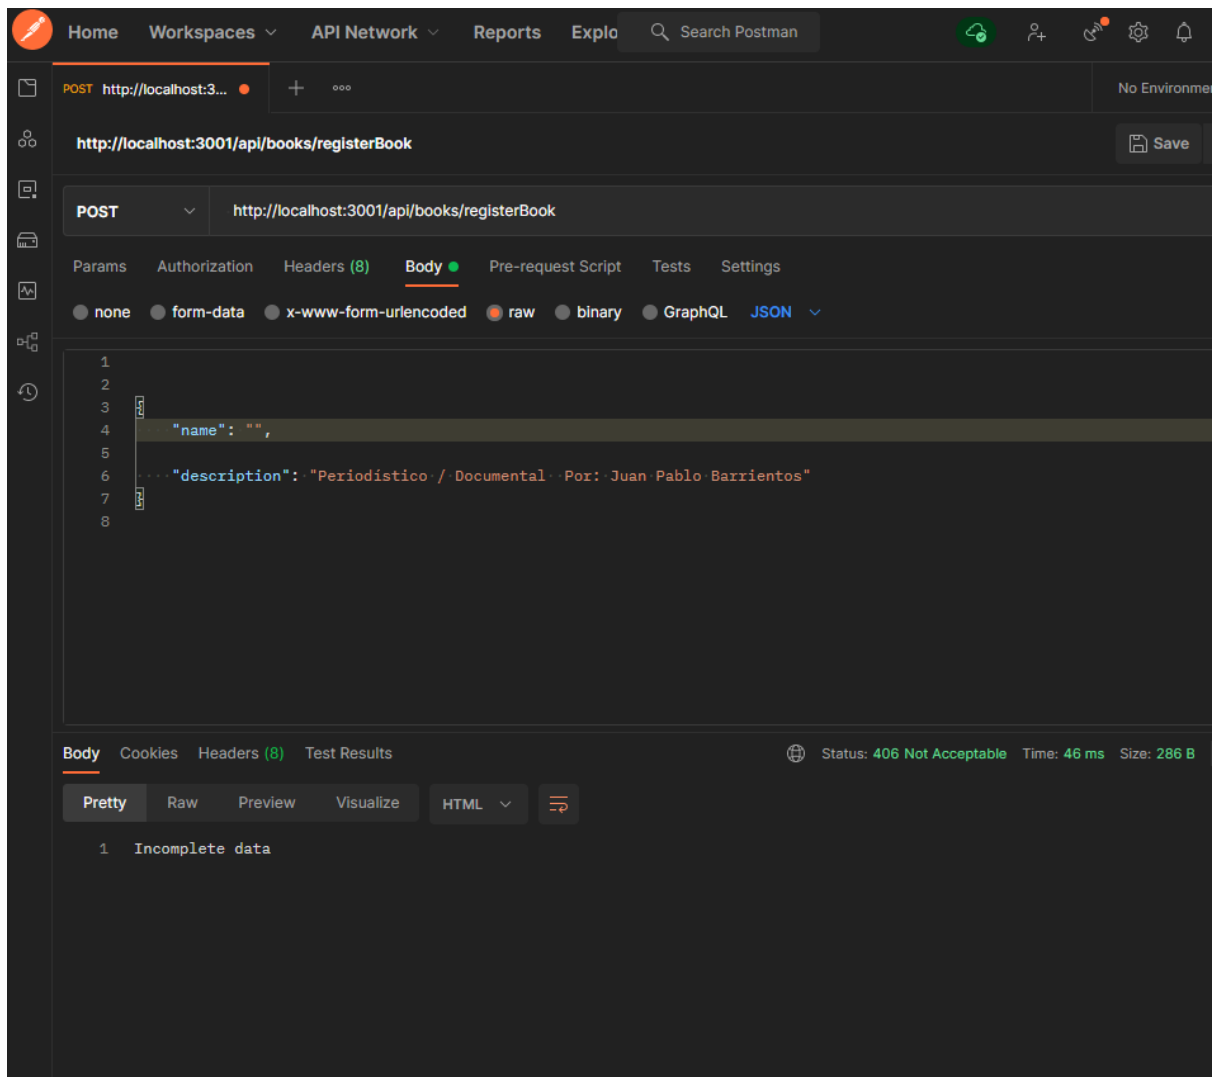 Home Workspaces API Network Reports Explo Search Postman
POST http://localhost:3... No Environmer
http://localhost:3001/api/books/registerBook Save
POST http://localhost:3001/api/books/registerBook
Params Authorization Headers (8) Body Pre-request Script Tests Settings
none form-data x-www-form-urlencoded raw binary GraphQL JSON
1
2
3 {
4 "name": "",
5
6 "description": "Periodístico / Documental  Por: Juan Pablo Barrientos"
7 }
8
Body Cookies Headers (8) Test Results Status: 406 Not Acceptable Time: 46 ms Size: 286 B
Pretty Raw Preview Visualize HTML
1 Incomplete data